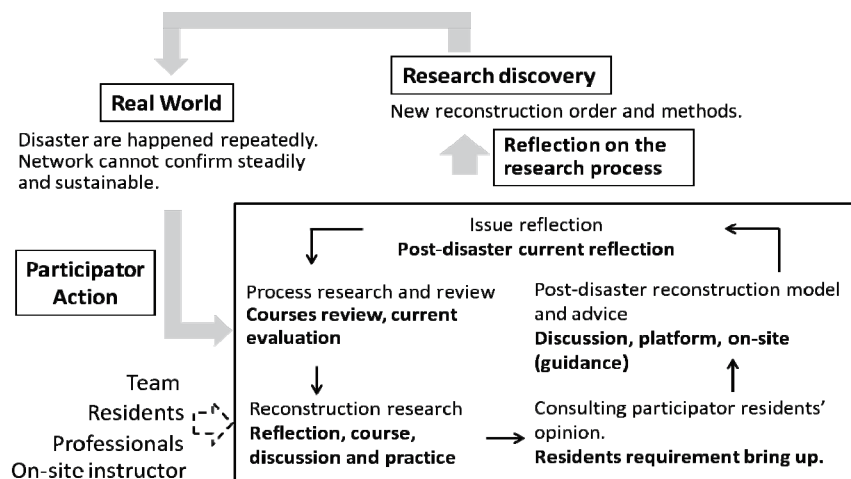 Real World
Disaster are happened repeatedly.
Network cannot confirm steadily
and sustainable.
Research discovery
New reconstruction order and methods.
Reflection on the
research process
Participator
Action
Issue reflection
Post-disaster current reflection
Process research and review
Courses review, current
evaluation
Post-disaster reconstruction model
and advice
Discussion, platform, on-site
(guidance)
Team
Residents
Professionals
On-site instructor
Reconstruction research
Reflection, course,
discussion and practice
Consulting participator residents’
opinion.
Residents requirement bring up.